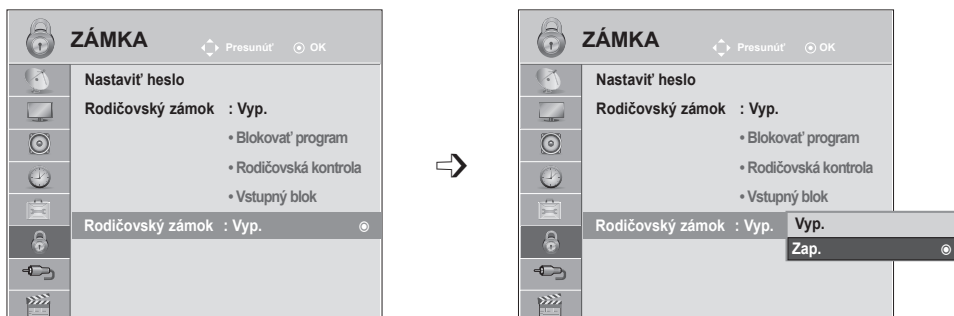 ZÁMKA
Presunúť OK
Nastaviť heslo
Rodičovský zámok : Vyp.
• Blokovať program
• Rodičovská kontrola
• Vstupný blok
Rodičovský zámok : Vyp.
ZÁMKA
Presunúť OK
Nastaviť heslo
Rodičovský zámok : Vyp.
• Blokovať program
• Rodičovská kontrola
• Vstupný blok
Rodičovský zámok : Vyp.
Vyp.
Zap.